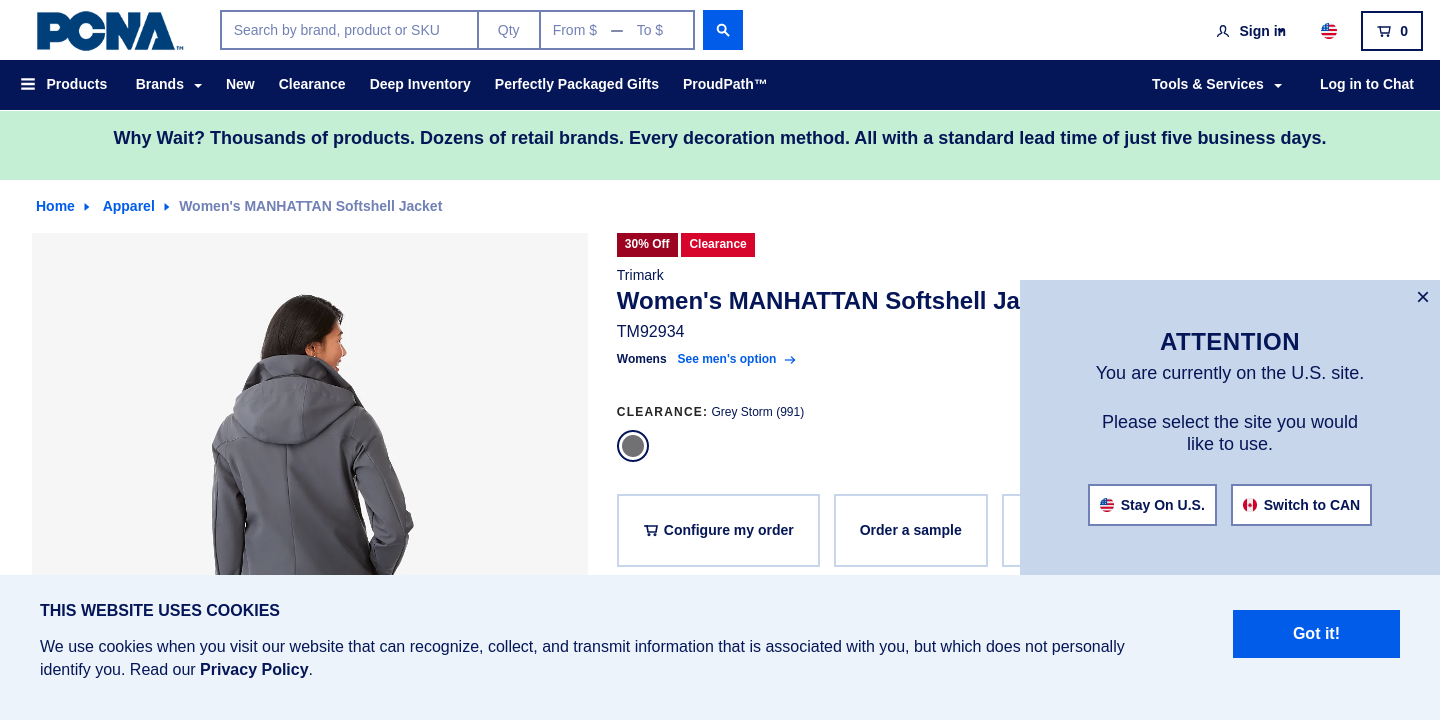 PCNA™
Search by brand, product or SKU
Qty
From $ — To $
Sign in
0
Products
Brands
New
Clearance
Deep Inventory
Perfectly Packaged Gifts
ProudPath™
Tools & Services
Log in to Chat
Why Wait? Thousands of products. Dozens of retail brands. Every decoration method. All with a standard lead time of just five business days.
Home
Apparel
Women's MANHATTAN Softshell Jacket
30% Off
Clearance
Trimark
Women's MANHATTAN Softshell Ja
TM92934
Womens See men's option
CLEARANCE: Grey Storm (991)
Configure my order
Order a sample
×
ATTENTION
You are currently on the U.S. site.
Please select the site you would
like to use.
Stay On U.S.
Switch to CAN
THIS WEBSITE USES COOKIES
We use cookies when you visit our website that can recognize, collect, and transmit information that is associated with you, but which does not personally
identify you. Read our Privacy Policy.
Got it!